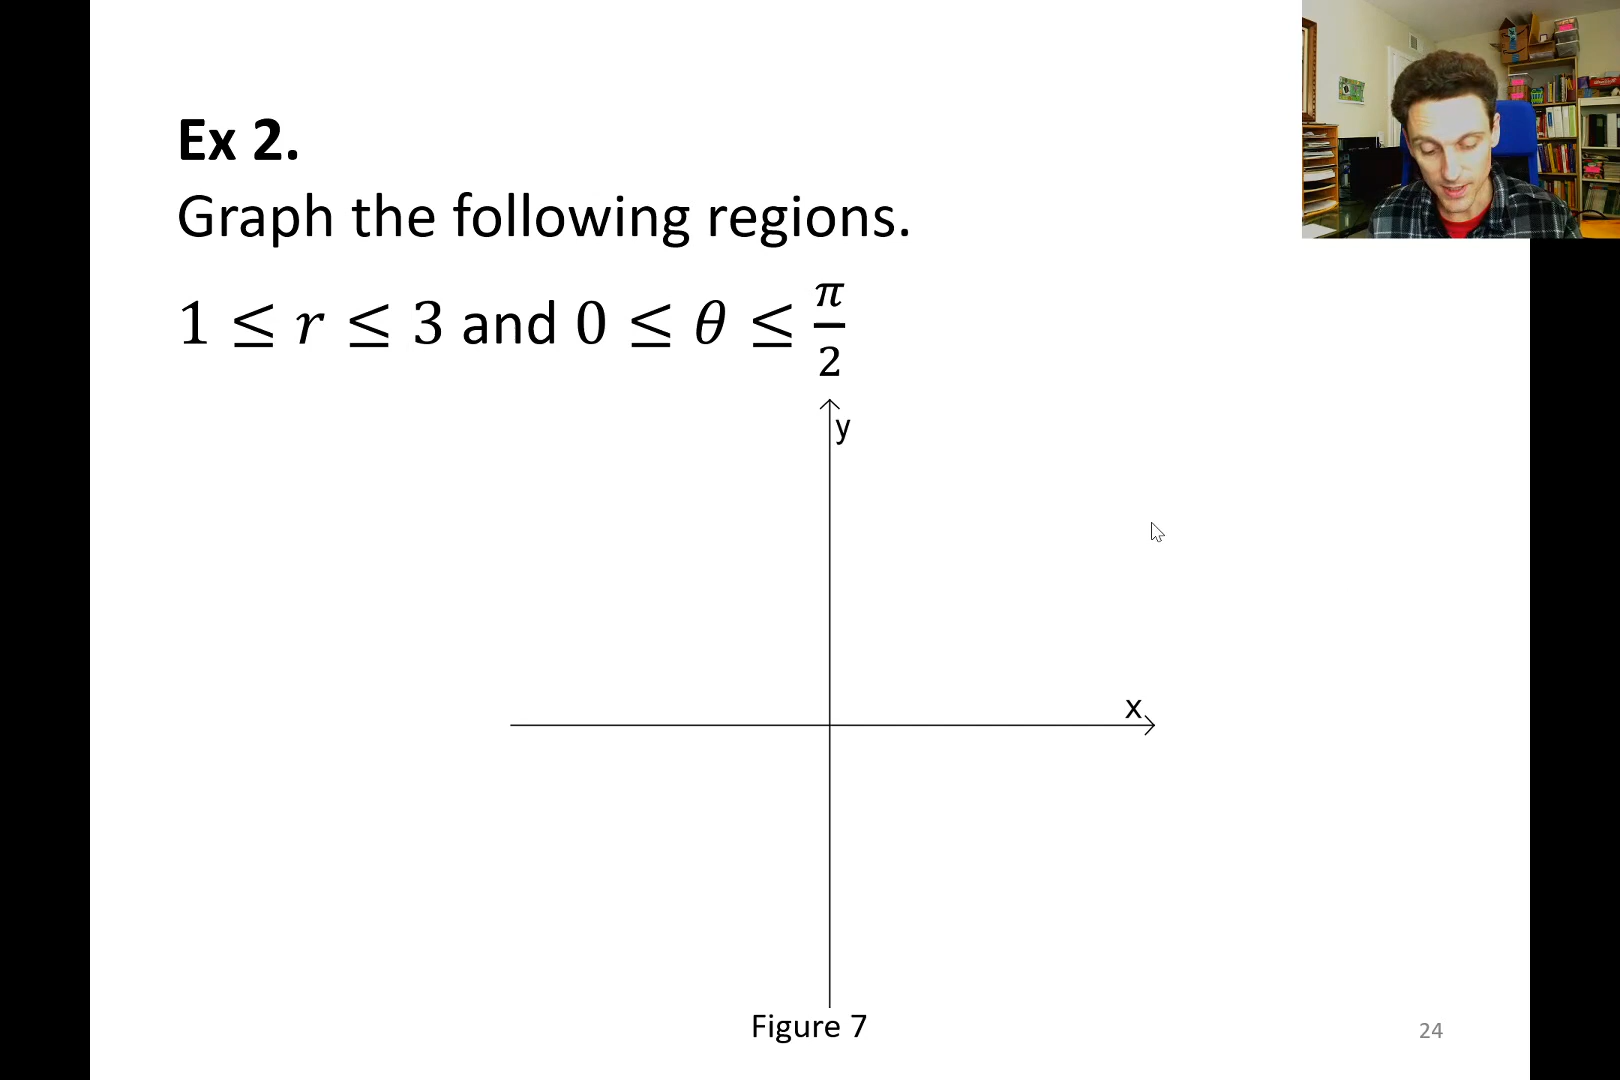 Ex 2.
Graph the following regions.
1 ≤ r ≤ 3 and 0 ≤ θ ≤ π/2
y
x
Figure 7
24